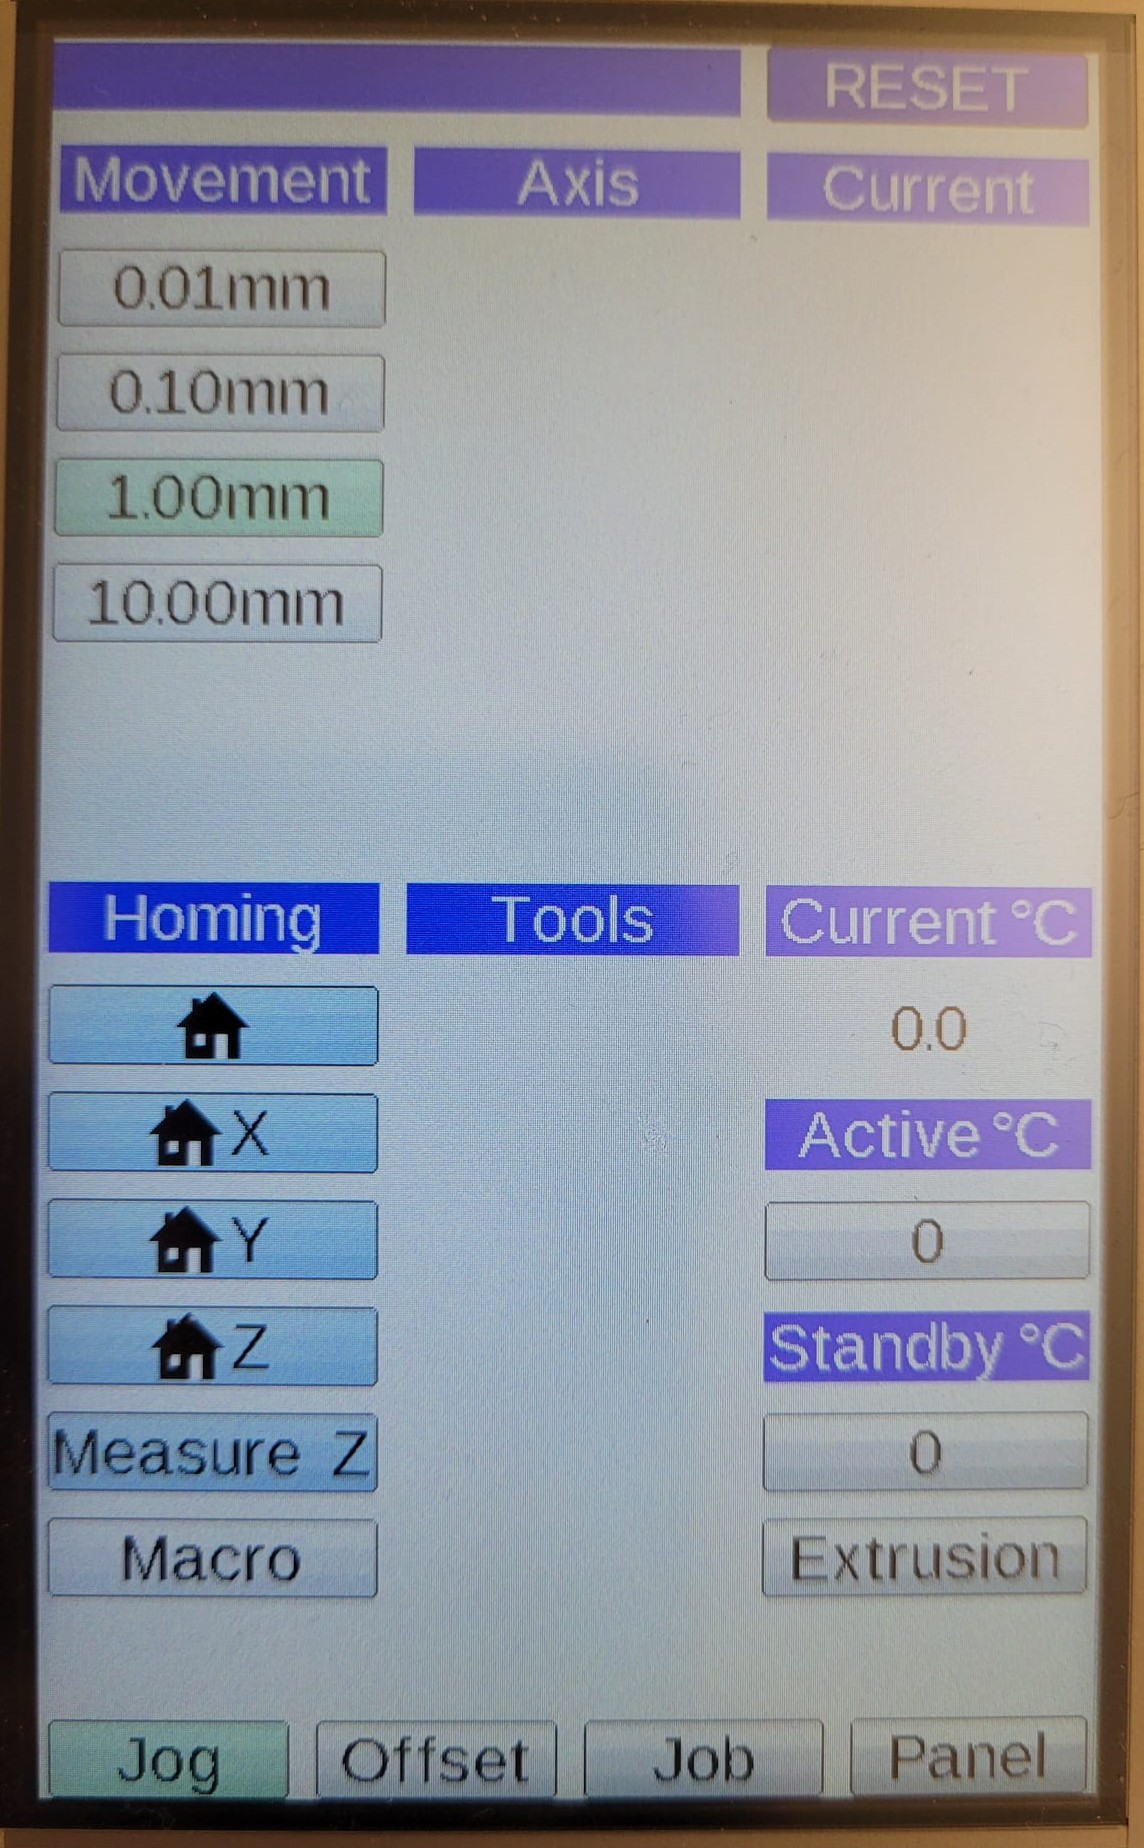 RESET
Movement Axis Current
0.01mm
0.10mm
1.00mm
10.00mm
Homing Tools Current °C
0.0
X Active °C
Y 0
Z Standby °C
Measure Z 0
Macro Extrusion
Jog Offset Job Panel